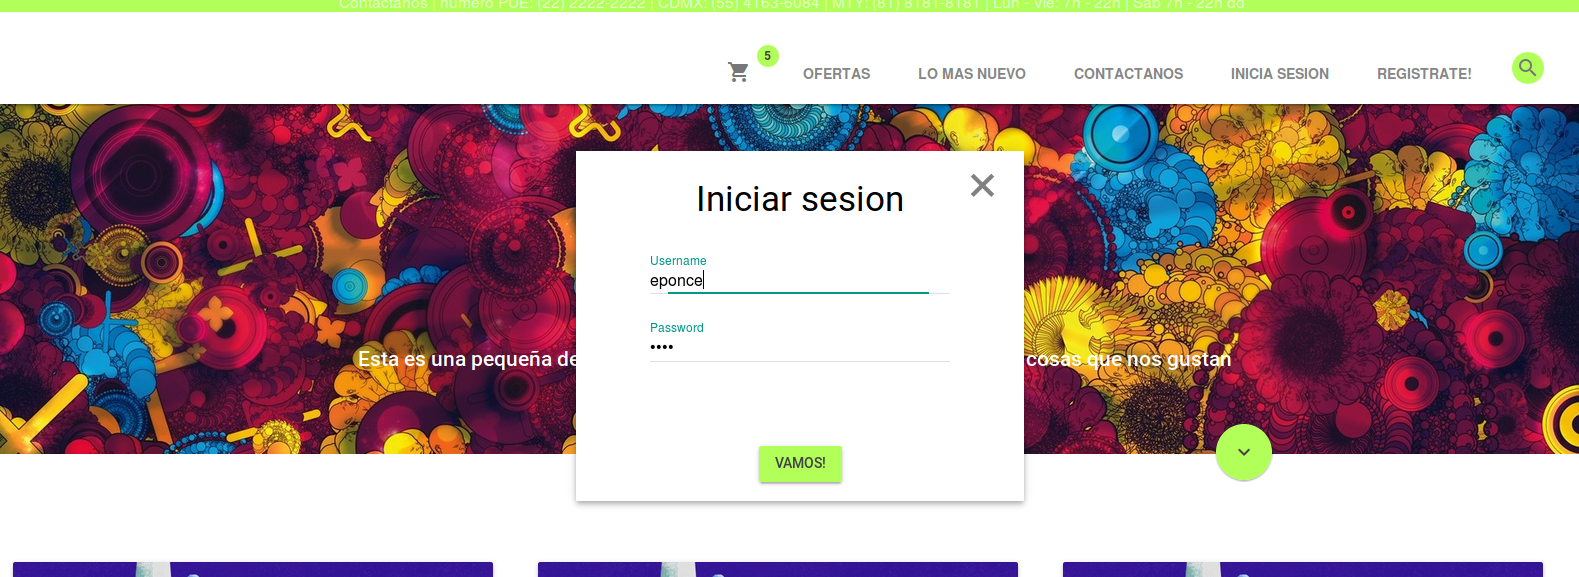 Contactanos | numero PUE: (22) 2222-2222 | CDMX: (55) 4163-6084 | MTY: (81) 8181-8181 | Lun - Vie: 7h - 22h | Sab 7h - 22h dd
5
OFERTAS LO MAS NUEVO CONTACTANOS INICIA SESION REGISTRATE!
Iniciar sesion
Username
eponce
Password
••••
Esta es una pequeña de cosas que nos gustan
VAMOS!